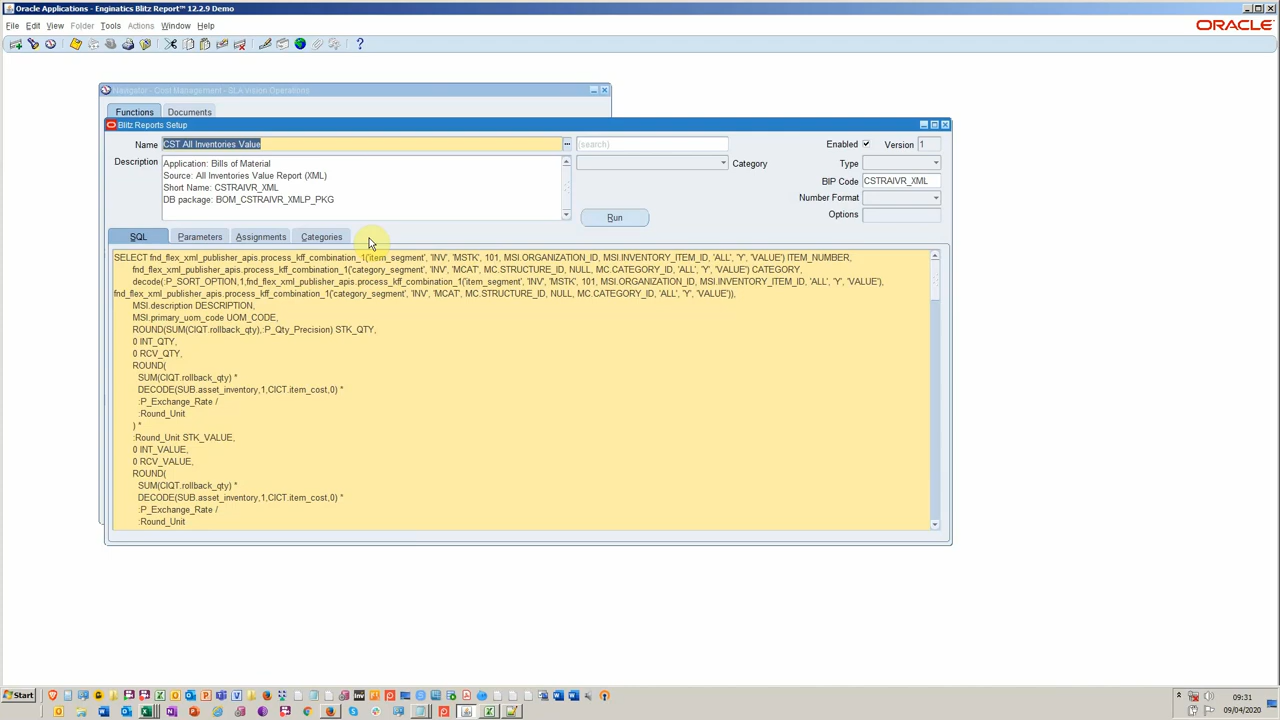 Oracle Applications - Enginatics Blitz Report™ 12.2.9 Demo
File Edit View Folder Tools Actions Window Help
ORACLE
Navigator - Cost Management - SLA Vision Operations
Functions Documents
Blitz Reports Setup
Name CST All Inventories Value (search) Enabled Version 1
Description Application: Bills of Material Category Type
Source: All Inventories Value Report (XML)
Short Name: CSTRAIVR_XML
DB package: BOM_CSTRAIVR_XMLP_PKG
BIP Code CSTRAIVR_XML
Number Format
Options
Run
SQL Parameters Assignments Categories
SELECT fnd_flex_xml_publisher_apis.process_kff_combination_1('item_segment', 'INV', 'MSTK', 101, MSI.ORGANIZATION_ID, MSI.INVENTORY_ITEM_ID, 'ALL', 'Y', 'VALUE') ITEM_NUMBER,
fnd_flex_xml_publisher_apis.process_kff_combination_1('category_segment', 'INV', 'MCAT', MC.STRUCTURE_ID, NULL, MC.CATEGORY_ID, 'ALL', 'Y', 'VALUE') CATEGORY,
decode(:P_SORT_OPTION,1,fnd_flex_xml_publisher_apis.process_kff_combination_1('item_segment', 'INV', 'MSTK', 101, MSI.ORGANIZATION_ID, MSI.INVENTORY_ITEM_ID, 'ALL', 'Y', 'VALUE'),
fnd_flex_xml_publisher_apis.process_kff_combination_1('category_segment', 'INV', 'MCAT', MC.STRUCTURE_ID, NULL, MC.CATEGORY_ID, 'ALL', 'Y', 'VALUE')),
MSI.description DESCRIPTION,
MSI.primary_uom_code UOM_CODE,
ROUND(SUM(CIQT.rollback_qty),:P_Qty_Precision) STK_QTY,
0 INT_QTY,
0 RCV_QTY,
ROUND(
SUM(CIQT.rollback_qty) *
DECODE(SUB.asset_inventory,1,CICT.item_cost,0) *
:P_Exchange_Rate /
:Round_Unit
) *
:Round_Unit STK_VALUE,
0 INT_VALUE,
0 RCV_VALUE,
ROUND(
SUM(CIQT.rollback_qty) *
DECODE(SUB.asset_inventory,1,CICT.item_cost,0) *
:P_Exchange_Rate /
:Round_Unit
Start
09:31
09/04/2020